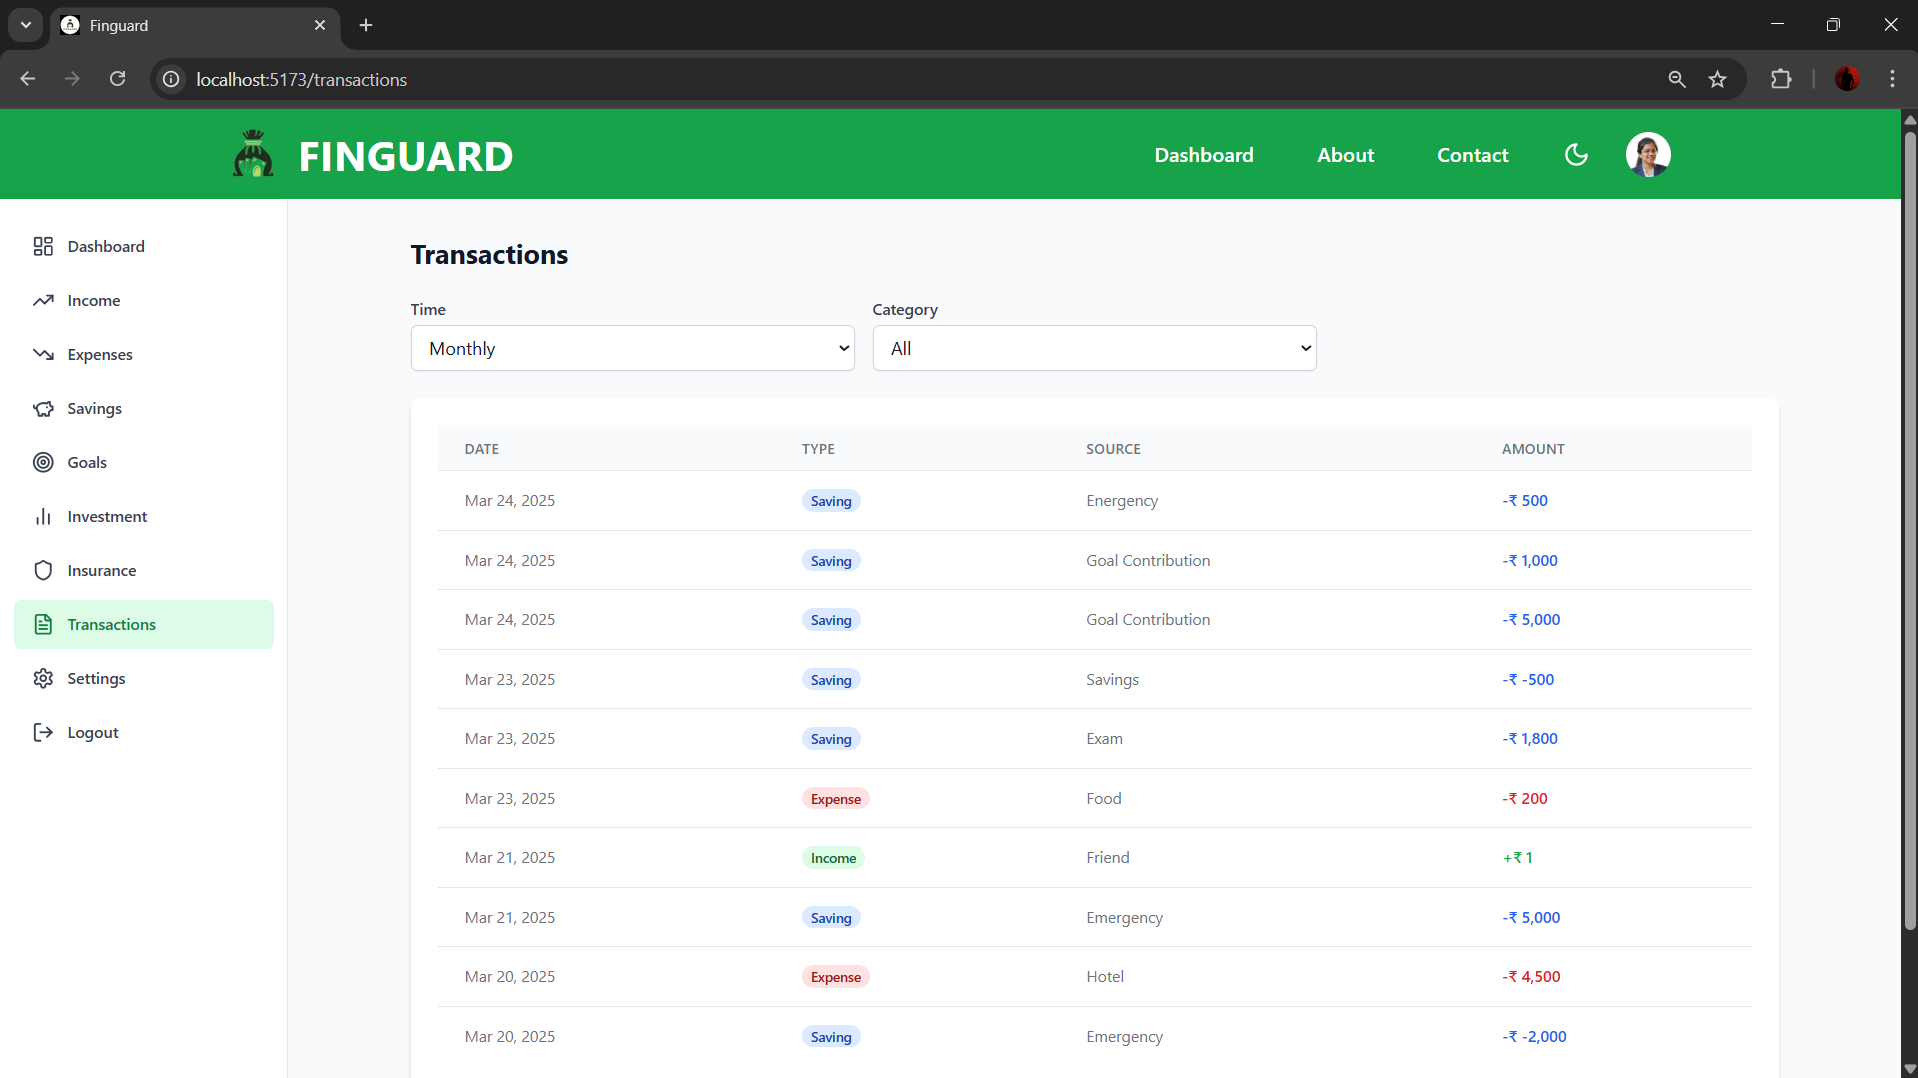 Finguard
localhost:5173/transactions
FINGUARD
Dashboard About Contact
Dashboard
Income
Expenses
Savings
Goals
Investment
Insurance
Transactions
Settings
Logout
Transactions
Time Category
Monthly All
DATE TYPE SOURCE AMOUNT
Mar 24, 2025 Saving Energency -₹ 500
Mar 24, 2025 Saving Goal Contribution -₹ 1,000
Mar 24, 2025 Saving Goal Contribution -₹ 5,000
Mar 23, 2025 Saving Savings -₹ -500
Mar 23, 2025 Saving Exam -₹ 1,800
Mar 23, 2025 Expense Food -₹ 200
Mar 21, 2025 Income Friend +₹ 1
Mar 21, 2025 Saving Emergency -₹ 5,000
Mar 20, 2025 Expense Hotel -₹ 4,500
Mar 20, 2025 Saving Emergency -₹ -2,000